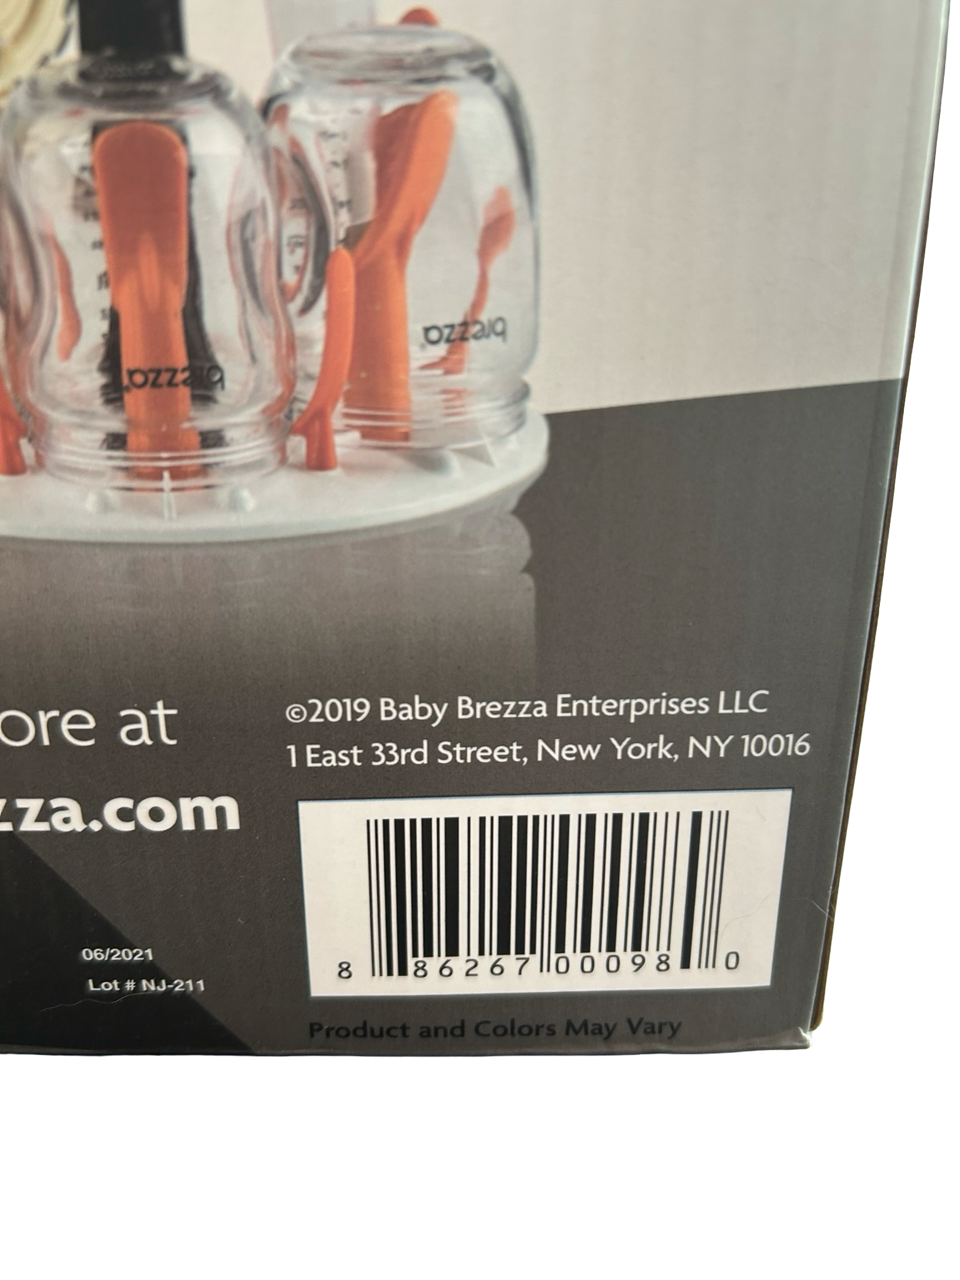 brezza
brezza
ore at
zza.com
©2019 Baby Brezza Enterprises LLC
1 East 33rd Street, New York, NY 10016
06/2021
Lot # NJ-211
8 86267 00098 0
Product and Colors May Vary